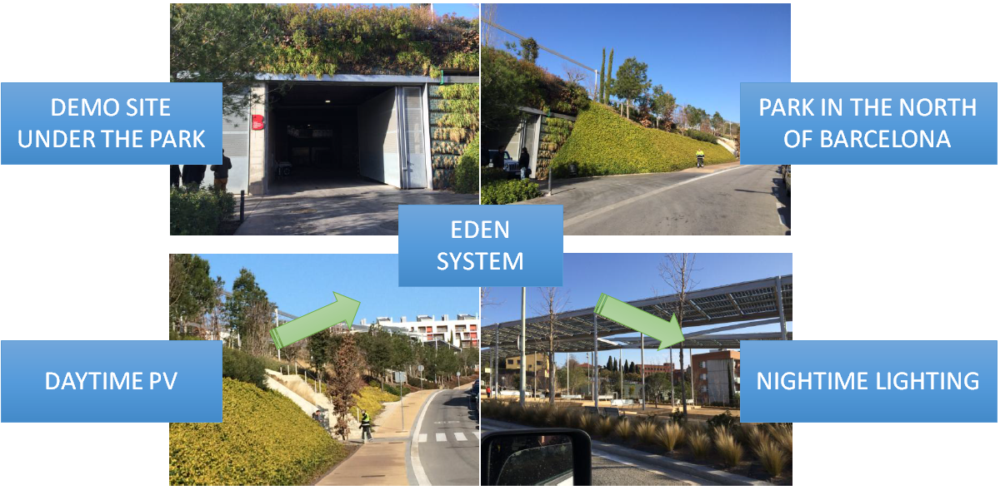 DEMO SITE
UNDER THE PARK
PARK IN THE NORTH
OF BARCELONA
EDEN
SYSTEM
DAYTIME PV
NIGHTIME LIGHTING